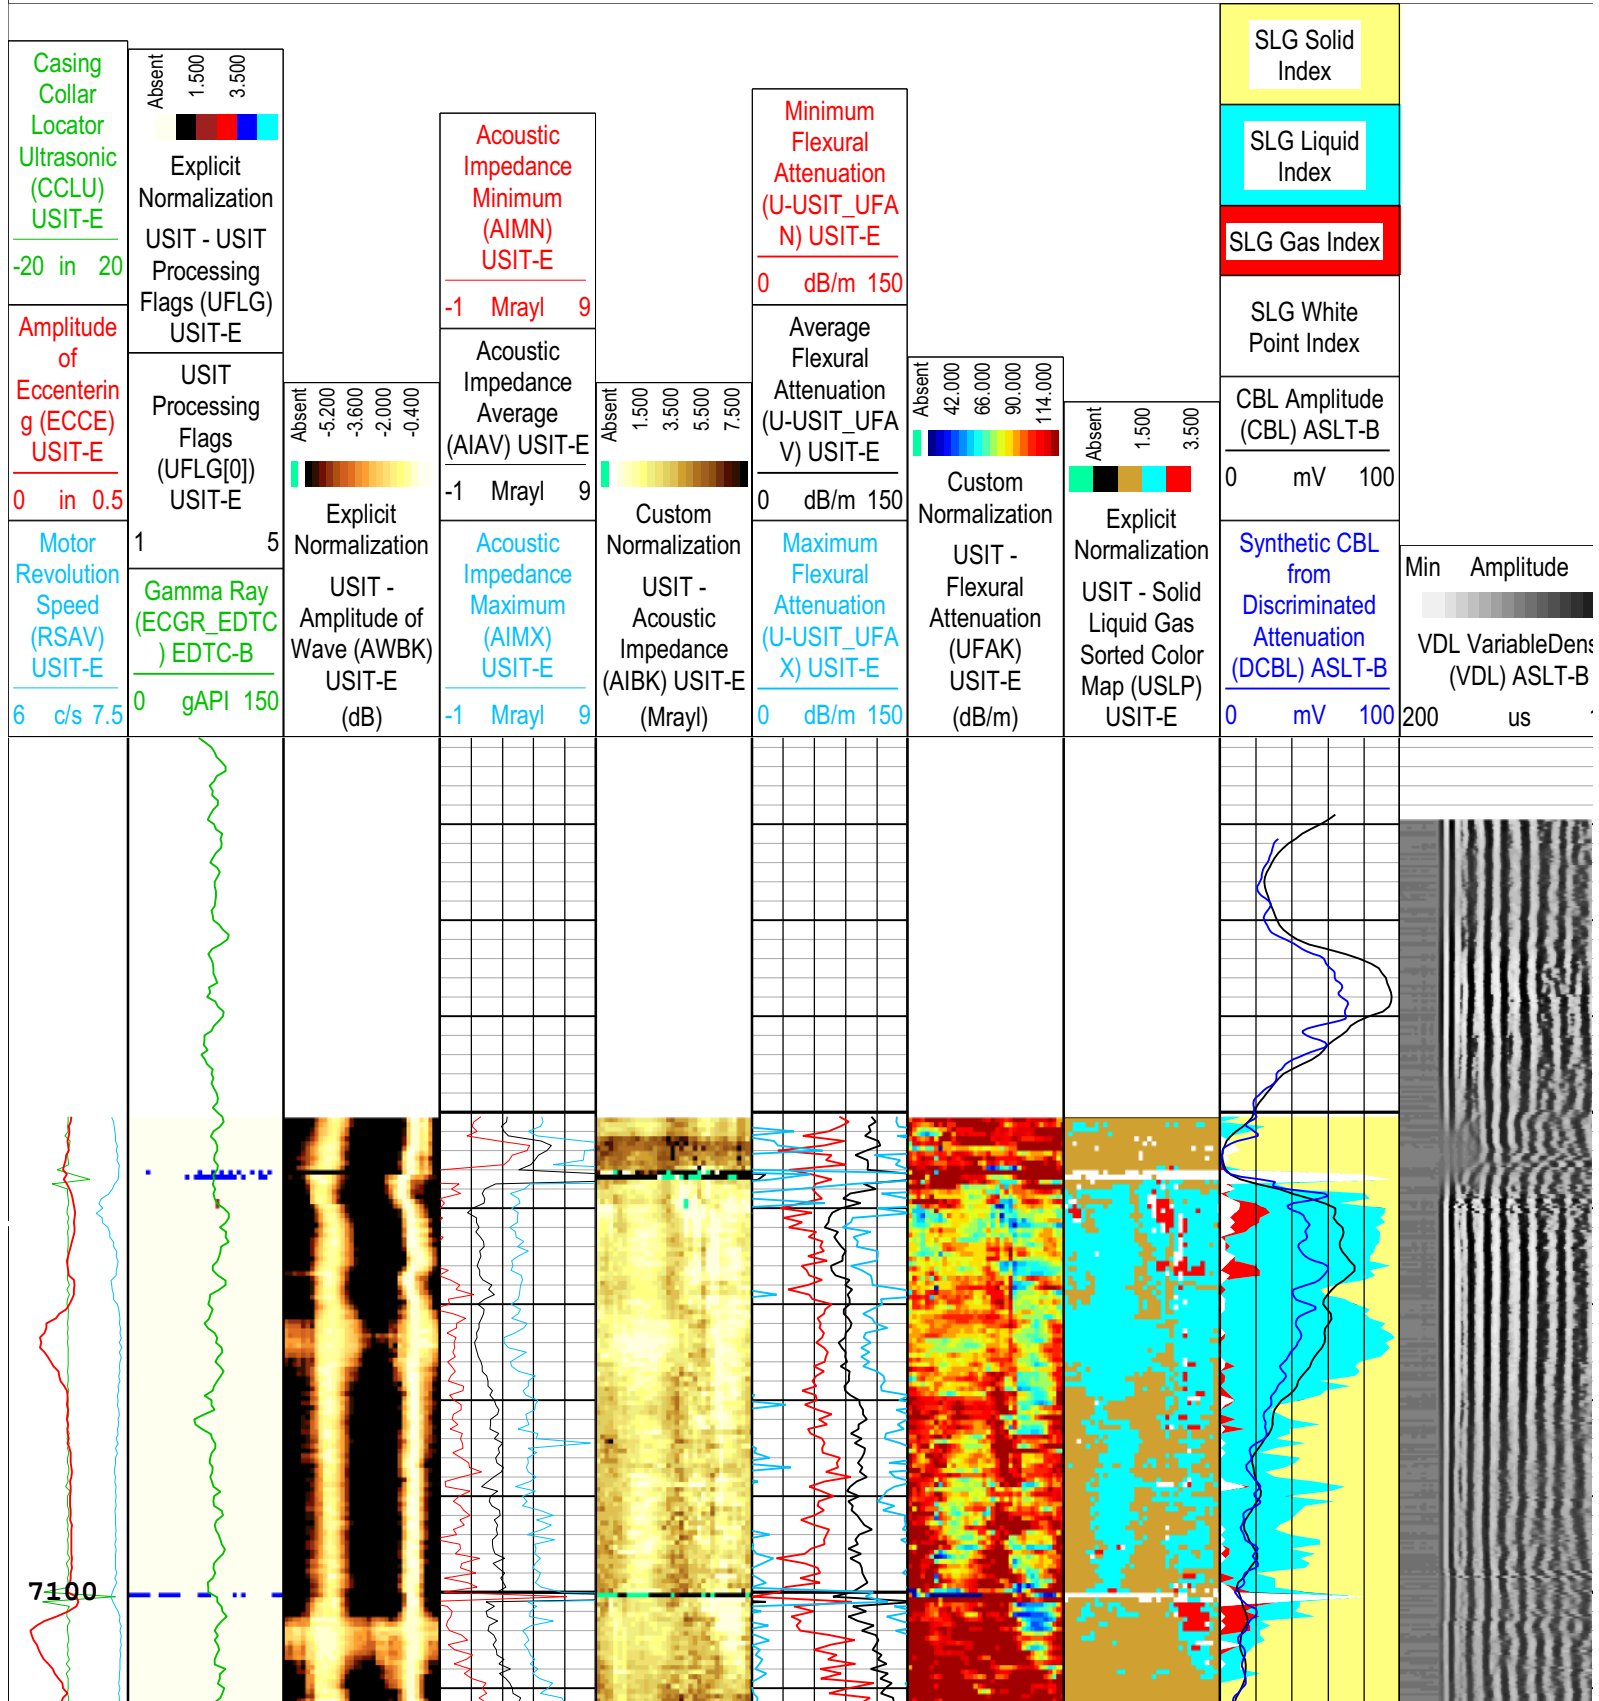 Casing
Collar
Locator
Ultrasonic
(CCLU)
USIT-E
-20 in 20
Amplitude
of
Eccenterin
g (ECCE)
USIT-E
0 in 0.5
Motor
Revolution
Speed
(RSAV)
USIT-E
6 c/s 7.5
Absent 1.500 3.500
Explicit
Normalization
USIT - USIT
Processing
Flags (UFLG)
USIT-E
USIT
Processing
Flags
(UFLG[0])
USIT-E
1 5
Gamma Ray
(ECGR_EDTC
) EDTC-B
0 gAPI 150
Absent -5.200 -3.600 -2.000 -0.400
Explicit
Normalization
USIT -
Amplitude of
Wave (AWBK)
USIT-E
(dB)
Acoustic
Impedance
Minimum
(AIMN)
USIT-E
-1 Mrayl 9
Acoustic
Impedance
Average
(AIAV) USIT-E
-1 Mrayl 9
Acoustic
Impedance
Maximum
(AIMX)
USIT-E
-1 Mrayl 9
Absent 1.500 3.500 5.500 7.500
Custom
Normalization
USIT -
Acoustic
Impedance
(AIBK) USIT-E
(Mrayl)
Minimum
Flexural
Attenuation
(U-USIT_UFA
N) USIT-E
0 dB/m 150
Average
Flexural
Attenuation
(U-USIT_UFA
V) USIT-E
0 dB/m 150
Maximum
Flexural
Attenuation
(U-USIT_UFA
X) USIT-E
0 dB/m 150
Absent 42.000 66.000 90.000 114.000
Custom
Normalization
USIT -
Flexural
Attenuation
(UFAK)
USIT-E
(dB/m)
Absent 1.500 3.500
Explicit
Normalization
USIT - Solid
Liquid Gas
Sorted Color
Map (USLP)
USIT-E
SLG Solid
Index
SLG Liquid
Index
SLG Gas Index
SLG White
Point Index
CBL Amplitude
(CBL) ASLT-B
0 mV 100
Synthetic CBL
from
Discriminated
Attenuation
(DCBL) ASLT-B
0 mV 100
Min Amplitude
VDL VariableDens
(VDL) ASLT-B
200 us
7100